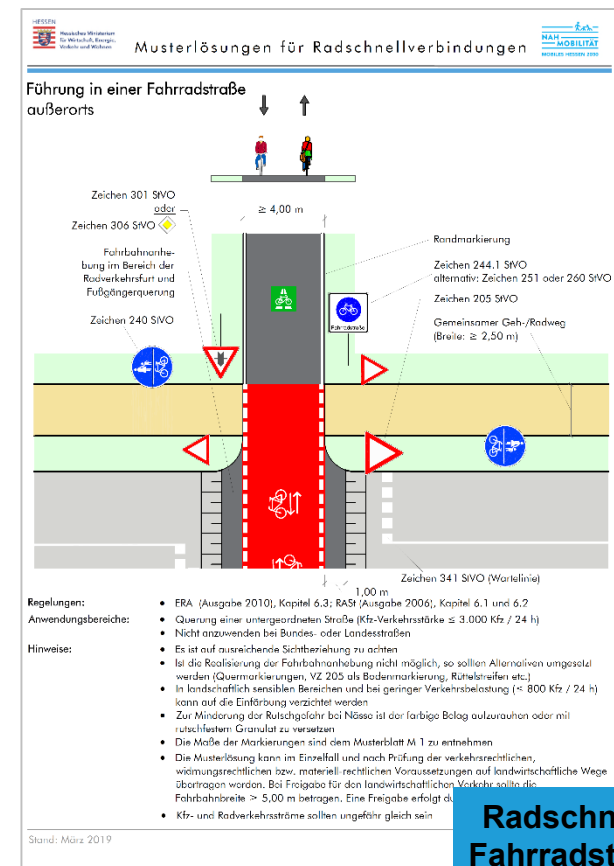 HESSEN
Hessisches Ministerium
für Wirtschaft, Energie,
Verkehr und Wohnen
Musterlösungen für Radschnellverbindungen
NAH
MOBILITÄT
MOBILES HESSEN 2020
Führung in einer Fahrradstraße
außerorts
Zeichen 301 StVO
oder
Zeichen 306 StVO
≥ 4,00 m
Fahrbahnanhe-
bung im Bereich der
Radverkehrsfurt und
Fußgängerquerung
Zeichen 240 StVO
Randmarkierung
Zeichen 244.1 StVO
alternativ: Zeichen 251 oder 260 StVO
Fahrradstraße
Zeichen 205 StVO
Gemeinsamer Geh-/Radweg
(Breite: ≥ 2,50 m)
Zeichen 341 StVO (Wartelinie)
1,00 m
Regelungen:
• ERA (Ausgabe 2010), Kapitel 6.3; RASt (Ausgabe 2006), Kapitel 6.1 und 6.2
Anwendungsbereiche:
• Querung einer untergeordneten Straße (Kfz-Verkehrsstärke ≤ 3.000 Kfz / 24 h)
• Nicht anzuwenden bei Bundes- oder Landesstraßen
Hinweise:
• Es ist auf ausreichende Sichtbeziehung zu achten
• Ist die Realisierung der Fahrbahnanhebung nicht möglich, so sollten Alternativen umgesetzt
werden (Quermarkierungen, VZ 205 als Bodenmarkierung, Rüttelstreifen etc.)
• In landschaftlich sensiblen Bereichen und bei geringer Verkehrsbelastung (< 800 Kfz / 24 h)
kann auf die Einfärbung verzichtet werden
• Zur Minderung der Rutschgefahr bei Nässe ist der farbige Belag aufzurauhen oder mit
rutschfestem Granulat zu versetzen
• Die Maße der Markierungen sind dem Musterblatt M 1 zu entnehmen
• Die Musterlösung kann im Einzelfall und nach Prüfung der verkehrsrechtlichen,
widmungsrechtlichen bzw. materiell-rechtlichen Voraussetzungen auf landwirtschaftliche Wege
übertragen werden. Bei Freigabe für den landwirtschaftlichen Verkehr sollte die
Fahrbahnbreite > 5,00 m betragen. Eine Freigabe erfolgt du
• Kfz- und Radverkehrsströme sollten ungefähr gleich sein
Stand: März 2019
Radschn
Fahrradst